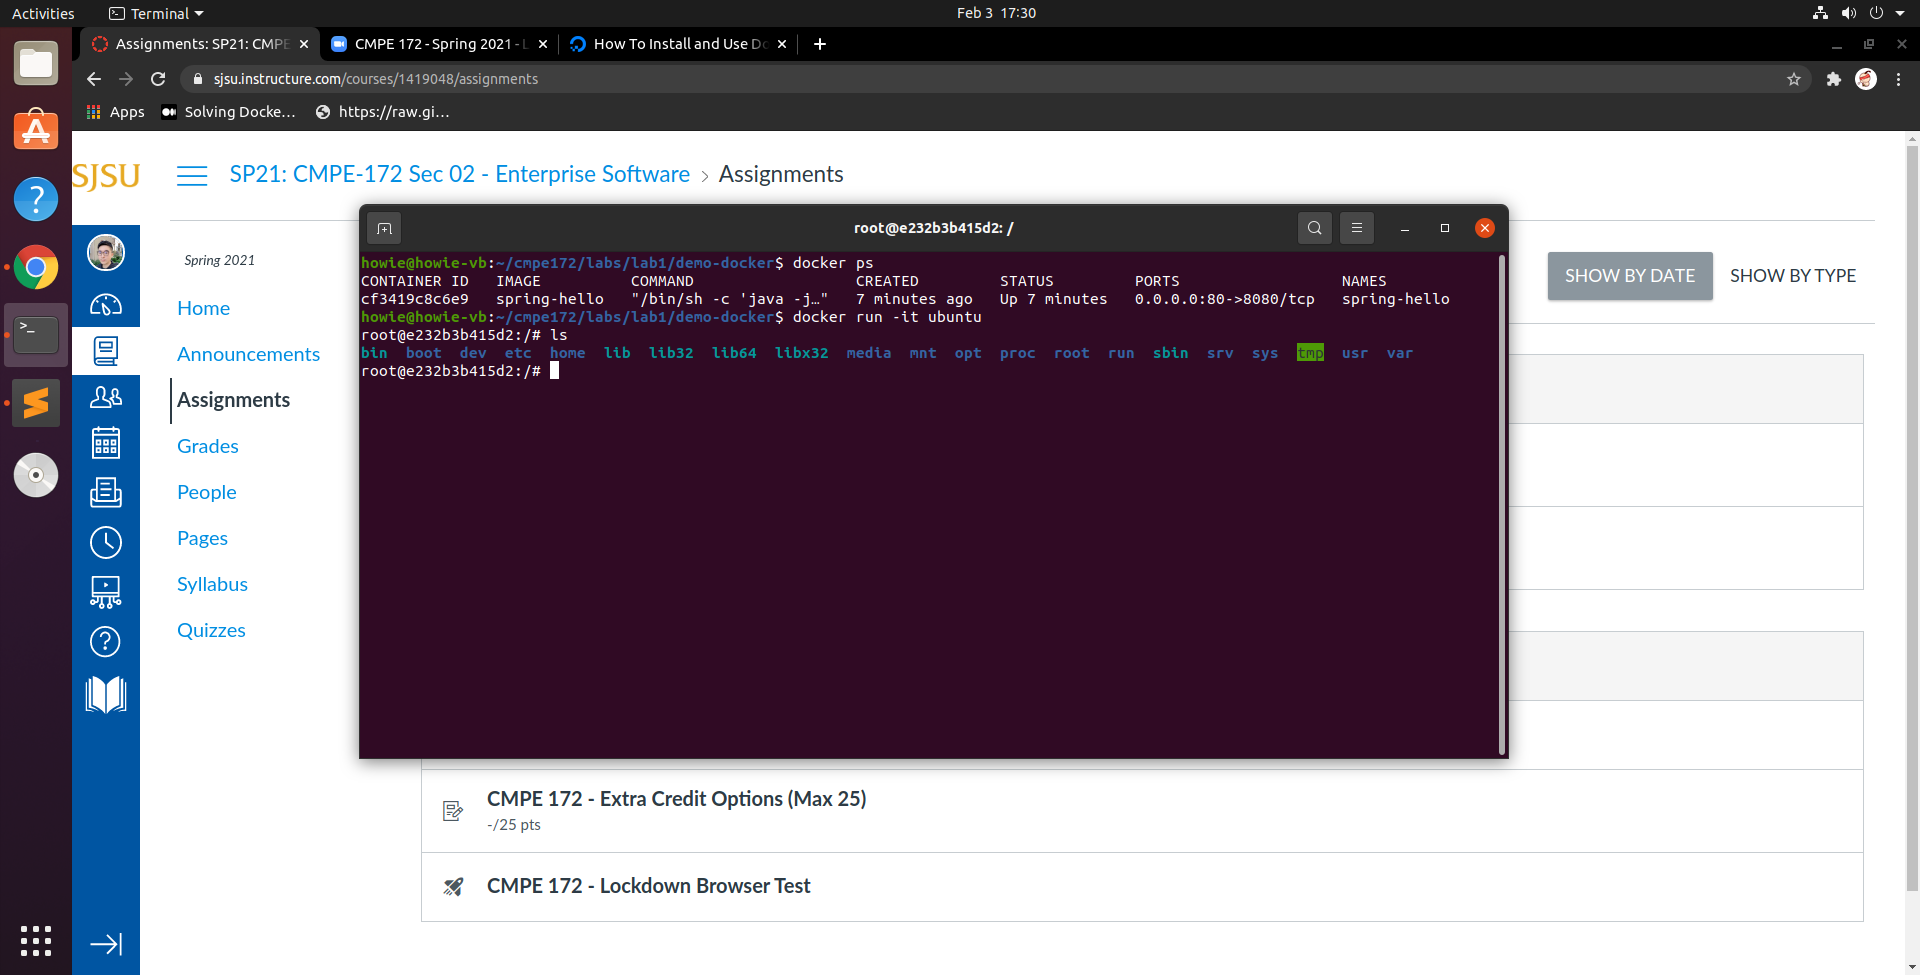 Activities
Terminal
Feb 3 17:30
Assignments: SP21: CMPE
CMPE 172 - Spring 2021 - L
How To Install and Use Do
sjsu.instructure.com/courses/1419048/assignments
Apps
Solving Docke...
https://raw.gi...
SJSU
SP21: CMPE-172 Sec 02 - Enterprise Software > Assignments
Spring 2021
Home
Announcements
Assignments
Grades
People
Pages
Syllabus
Quizzes
SHOW BY DATE
SHOW BY TYPE
root@e232b3b415d2: /
howie@howie-vb:~/cmpe172/labs/lab1/demo-docker$ docker ps
CONTAINER ID IMAGE COMMAND CREATED STATUS PORTS NAMES
cf3419c8c6e9 spring-hello "/bin/sh -c 'java -j…" 7 minutes ago Up 7 minutes 0.0.0.0:80->8080/tcp spring-hello
howie@howie-vb:~/cmpe172/labs/lab1/demo-docker$ docker run -it ubuntu
root@e232b3b415d2:/# ls
bin boot dev etc home lib lib32 lib64 libx32 media mnt opt proc root run sbin srv sys tmp usr var
root@e232b3b415d2:/#
CMPE 172 - Extra Credit Options (Max 25)
-/25 pts
CMPE 172 - Lockdown Browser Test